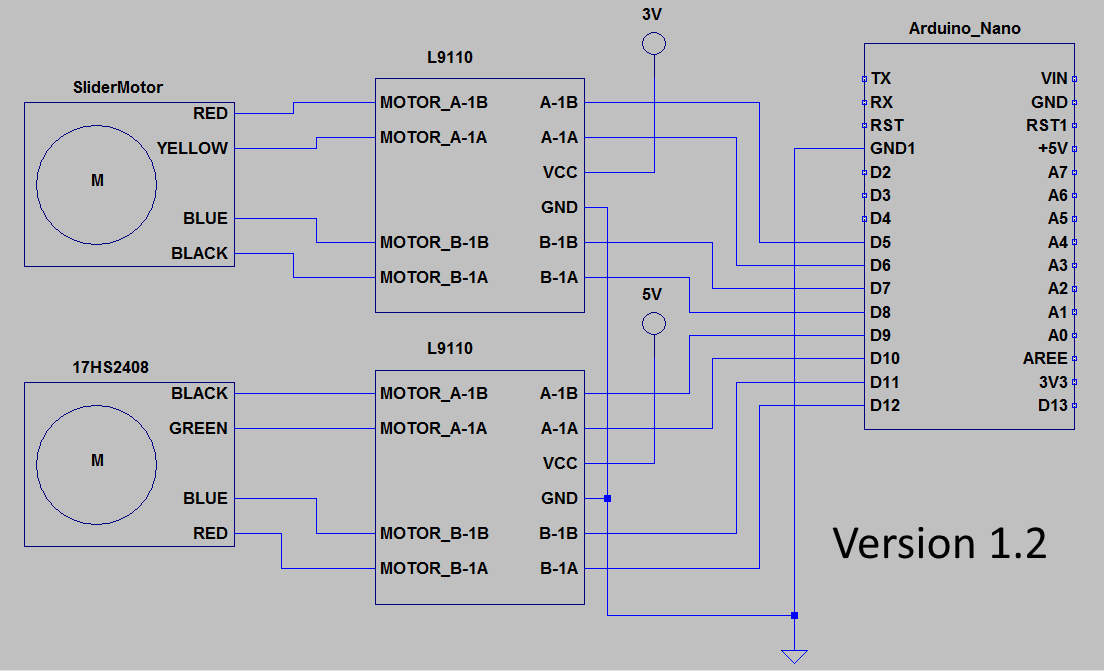 3V
Arduino_Nano
L9110
SliderMotor
RED
YELLOW
M
BLUE
BLACK
MOTOR_A-1B
MOTOR_A-1A
MOTOR_B-1B
MOTOR_B-1A
A-1B
A-1A
VCC
GND
B-1B
B-1A
TX
RX
RST
GND1
D2
D3
D4
D5
D6
D7
D8
D9
D10
D11
D12
VIN
GND
RST1
+5V
A7
A6
A5
A4
A3
A2
A1
A0
AREE
3V3
D13
5V
L9110
17HS2408
BLACK
GREEN
M
BLUE
RED
MOTOR_A-1B
MOTOR_A-1A
MOTOR_B-1B
MOTOR_B-1A
A-1B
A-1A
VCC
GND
B-1B
B-1A
Version 1.2